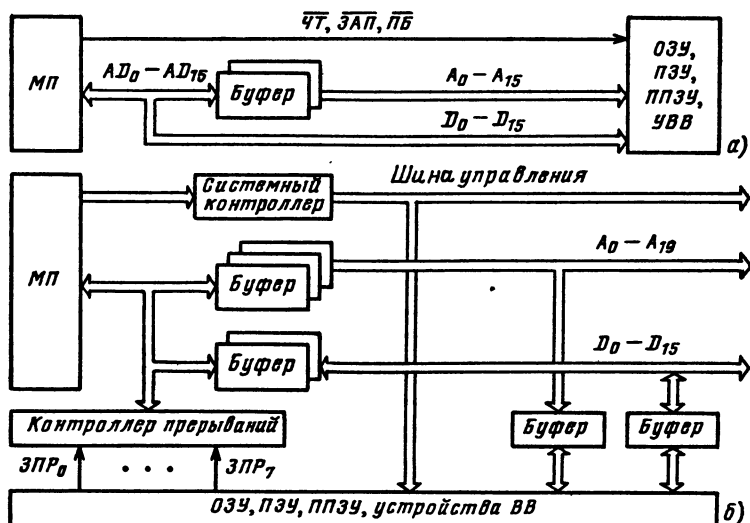 ЧТ, ЗАП, ПБ
МП
AD₀ – AD₁₅
Буфер
A₀ – A₁₅
D₀ – D₁₅
ОЗУ,
ПЗУ,
ППЗУ,
УВВ
а)
МП
Системный
контроллер
Шина управления
Буфер
A₀ – A₁₉
Буфер
D₀ – D₁₅
Контроллер прерываний
Буфер
Буфер
ЗПР₀
. . .
ЗПР₇
ОЗУ, ПЗУ, ППЗУ, устройства ВВ
б)